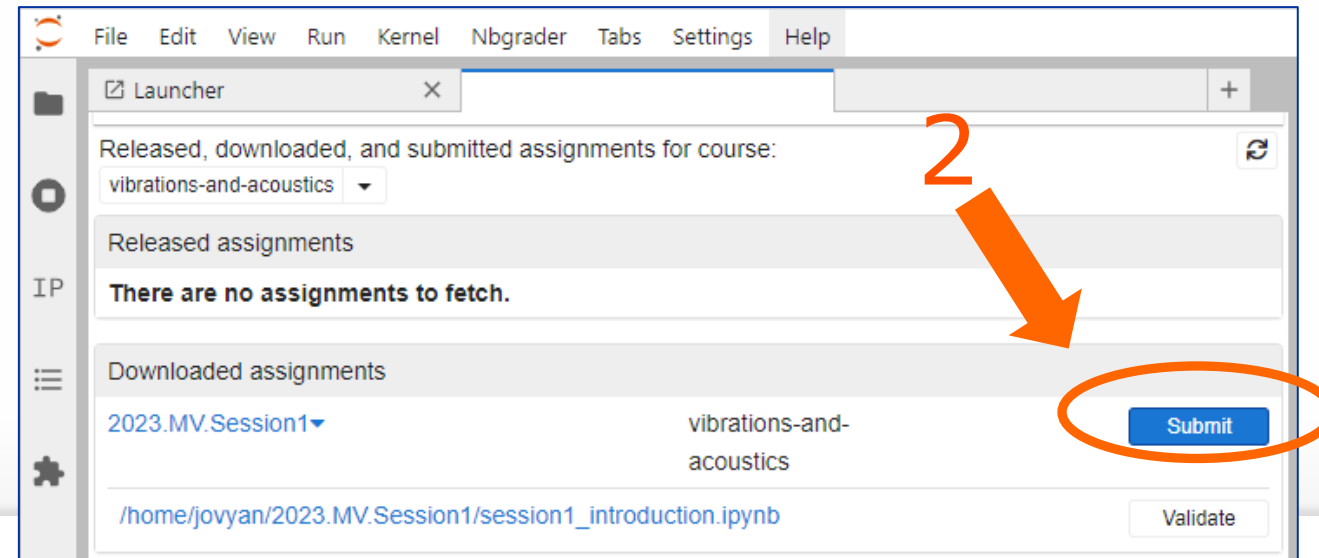 File Edit View Run Kernel Nbgrader Tabs Settings Help
Launcher
2
Released, downloaded, and submitted assignments for course:
vibrations-and-acoustics
Released assignments
IP
There are no assignments to fetch.
Downloaded assignments
2023.MV.Session1
vibrations-and-
acoustics
Submit
/home/jovyan/2023.MV.Session1/session1_introduction.ipynb
Validate